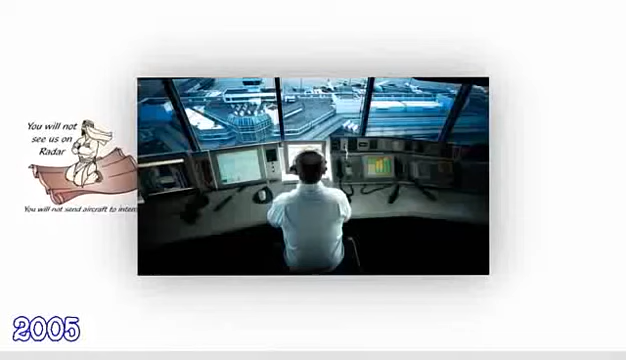 You will not
see us on
Radar
You will not send aircraft to
2005